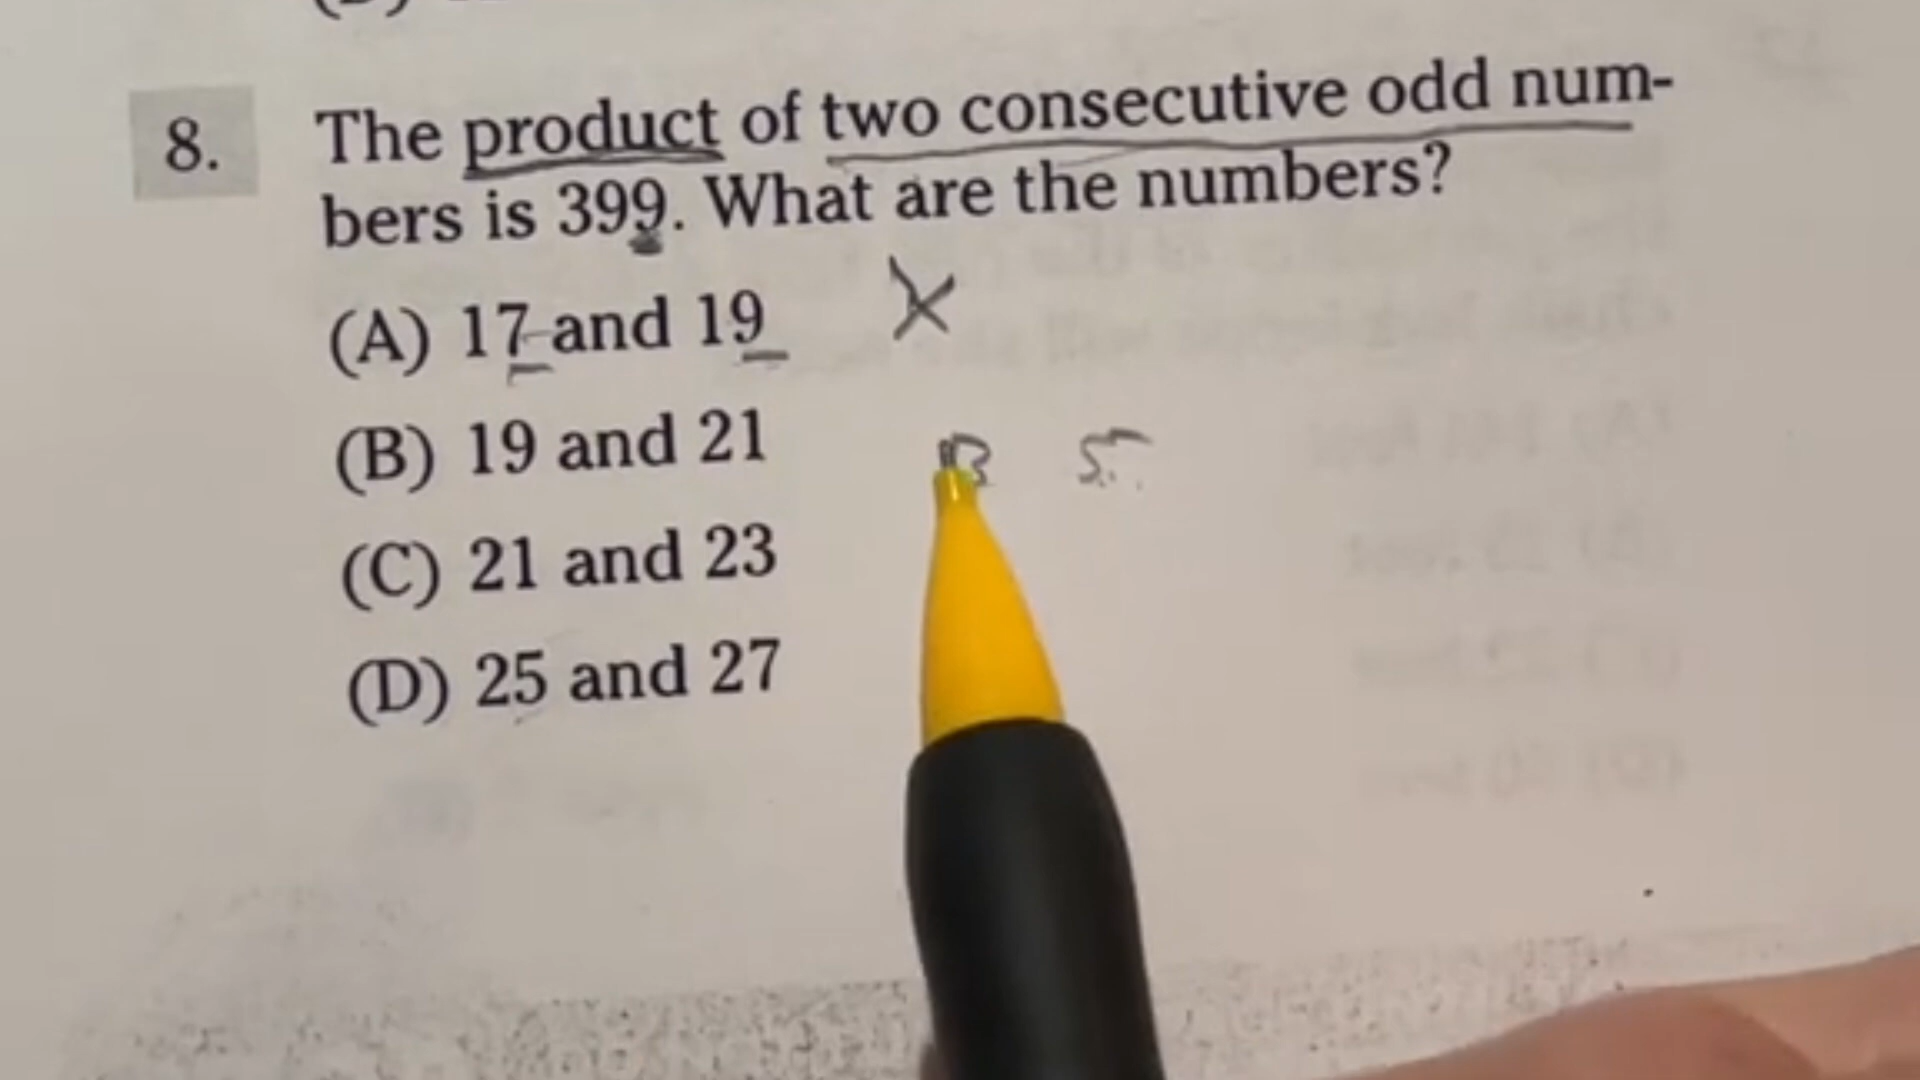 8. The product of two consecutive odd num-
bers is 399. What are the numbers?
(A) 17 and 19
(B) 19 and 21
(C) 21 and 23
(D) 25 and 27